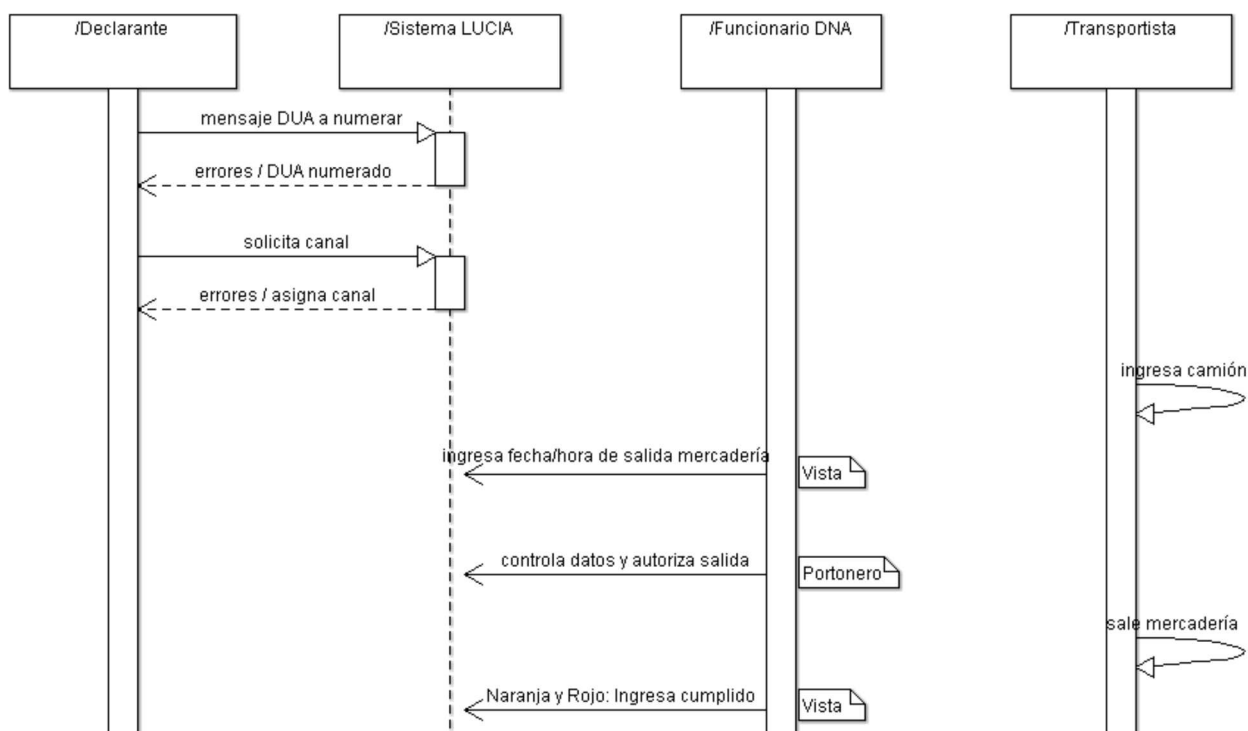 /Declarante
/Sistema LUCIA
/Funcionario DNA
/Transportista
mensaje DUA a numerar
errores / DUA numerado
solicita canal
errores / asigna canal
ingresa camión
ingresa fecha/hora de salida mercadería
Vista
controla datos y autoriza salida
Portonero
sale mercadería
Naranja y Rojo: Ingresa cumplido
Vista